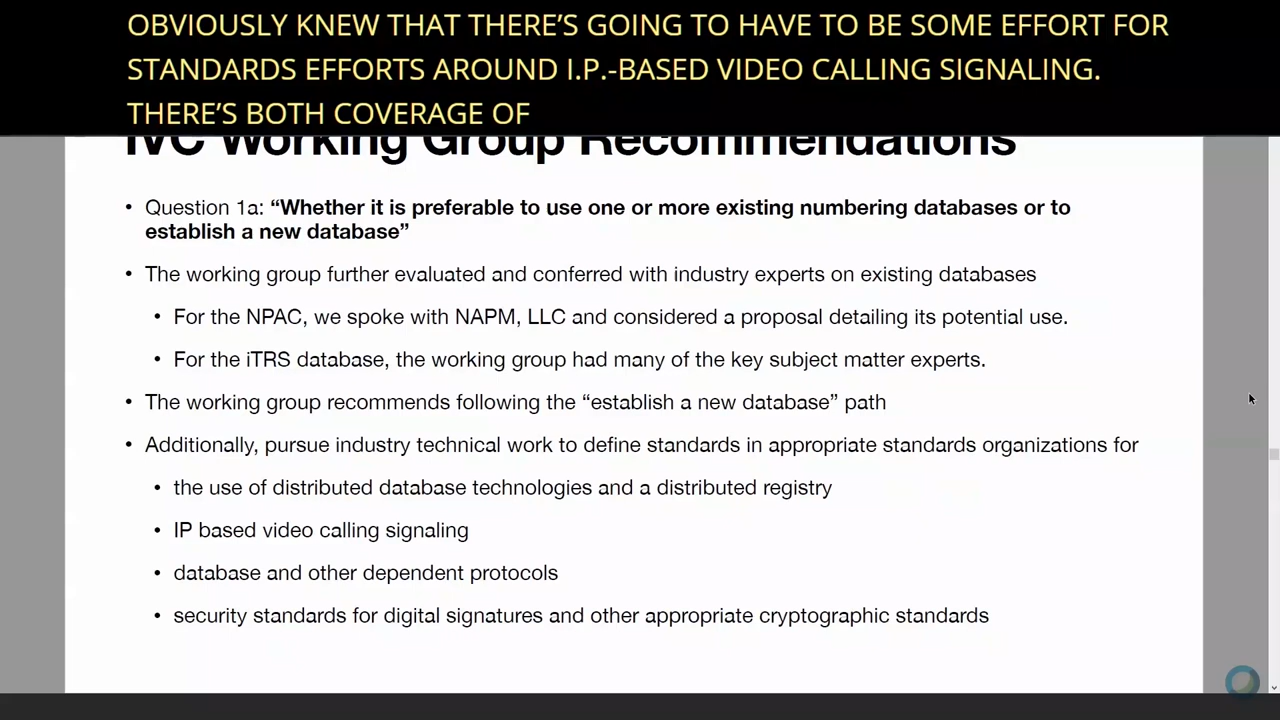 OBVIOUSLY KNEW THAT THERE'S GOING TO HAVE TO BE SOME EFFORT FOR
STANDARDS EFFORTS AROUND I.P.-BASED VIDEO CALLING SIGNALING.
THERE'S BOTH COVERAGE OF
IVC Working Group Recommendations
• Question 1a: “Whether it is preferable to use one or more existing numbering databases or to
establish a new database”
• The working group further evaluated and conferred with industry experts on existing databases
• For the NPAC, we spoke with NAPM, LLC and considered a proposal detailing its potential use.
• For the iTRS database, the working group had many of the key subject matter experts.
• The working group recommends following the “establish a new database” path
• Additionally, pursue industry technical work to define standards in appropriate standards organizations for
• the use of distributed database technologies and a distributed registry
• IP based video calling signaling
• database and other dependent protocols
• security standards for digital signatures and other appropriate cryptographic standards